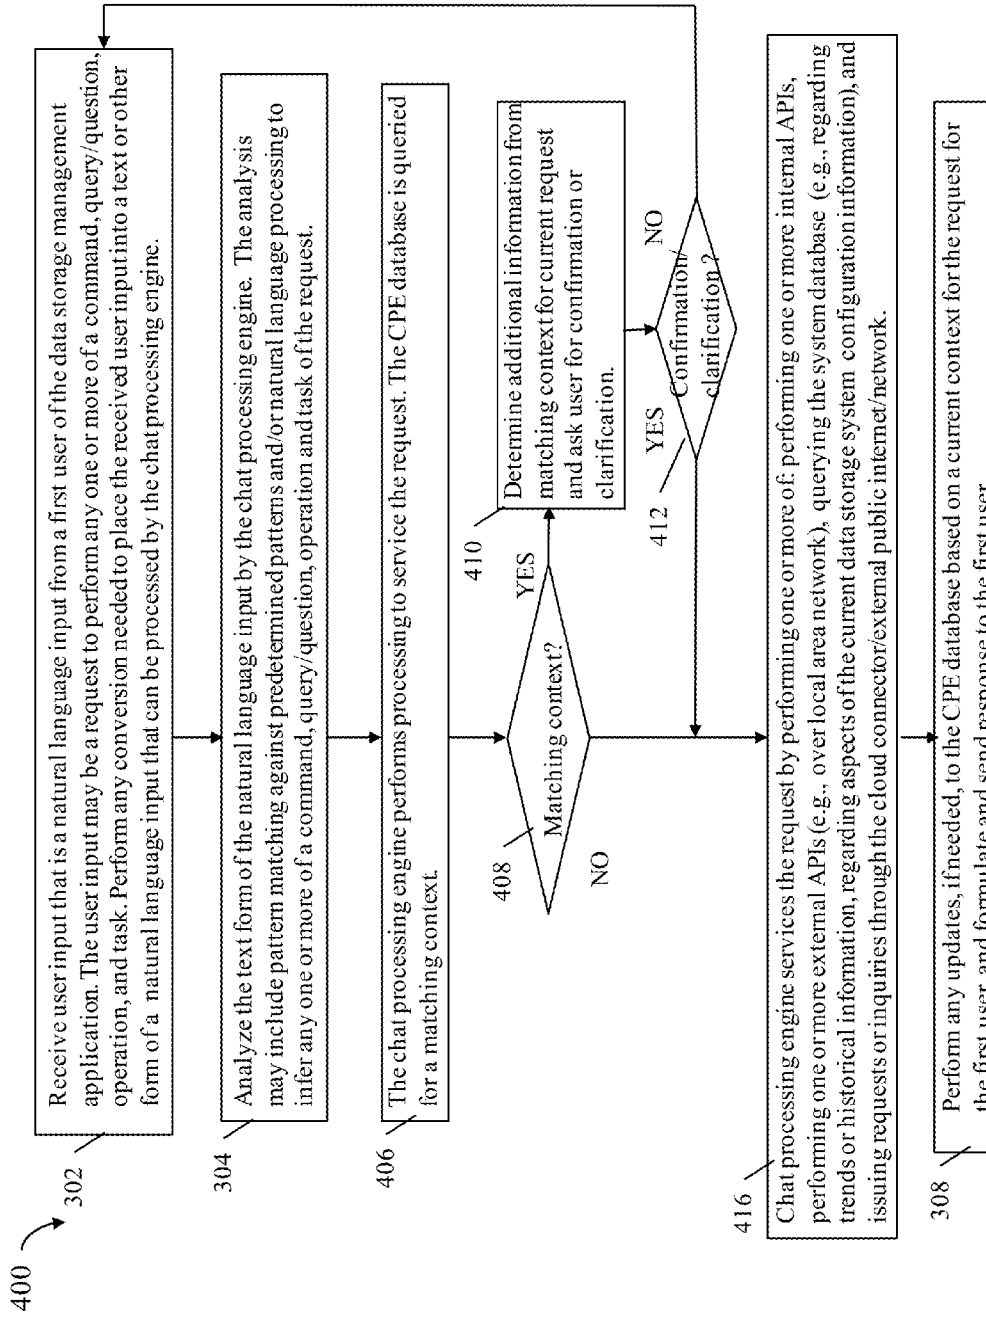 400
302
Receive user input that is a natural language input from a first user of the data storage management
application. The user input may be a request to perform any one or more of a command, query/question,
operation, and task. Perform any conversion needed to place the received user input into a text or other
form of a natural language input that can be processed by the chat processing engine.
304
Analyze the text form of the natural language input by the chat processing engine. The analysis
may include pattern matching against predetermined patterns and/or natural language processing to
infer any one or more of a command, query/question, operation and task of the request.
406
The chat processing engine performs processing to service the request. The CPE database is queried
for a matching context.
408
Matching context?
YES
NO
410
Determine additional information from
matching context for current request
and ask user for confirmation or
clarification.
412
YES
Confirmation/
clarification?
NO
416
Chat processing engine services the request by performing one or more of: performing one or more internal APIs,
performing one or more external APIs (e.g., over local area network), querying the system database (e.g., regarding
trends or historical information, regarding aspects of the current data storage system configuration information), and
issuing requests or inquiries through the cloud connector/external public internet/network.
308
Perform any updates, if needed, to the CPE database based on a current context for the request for
the first user, and formulate and send response to the first user